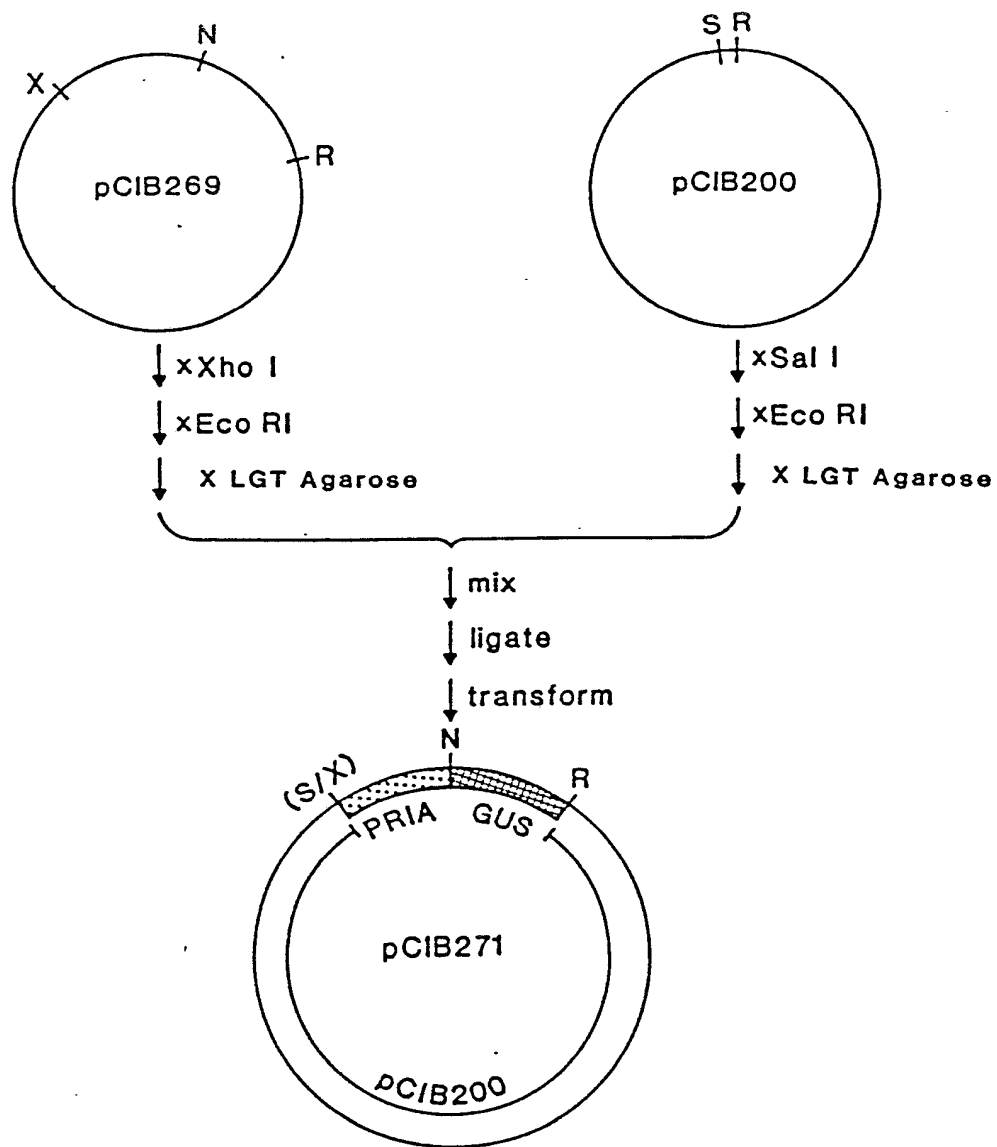 N
X
R
pCIB269
S R
pCIB200
xXho I
xEco RI
X LGT Agarose
xSal I
xEco RI
X LGT Agarose
mix
ligate
transform
N
(S/X)
R
PRIA
GUS
pCIB271
pCIB200